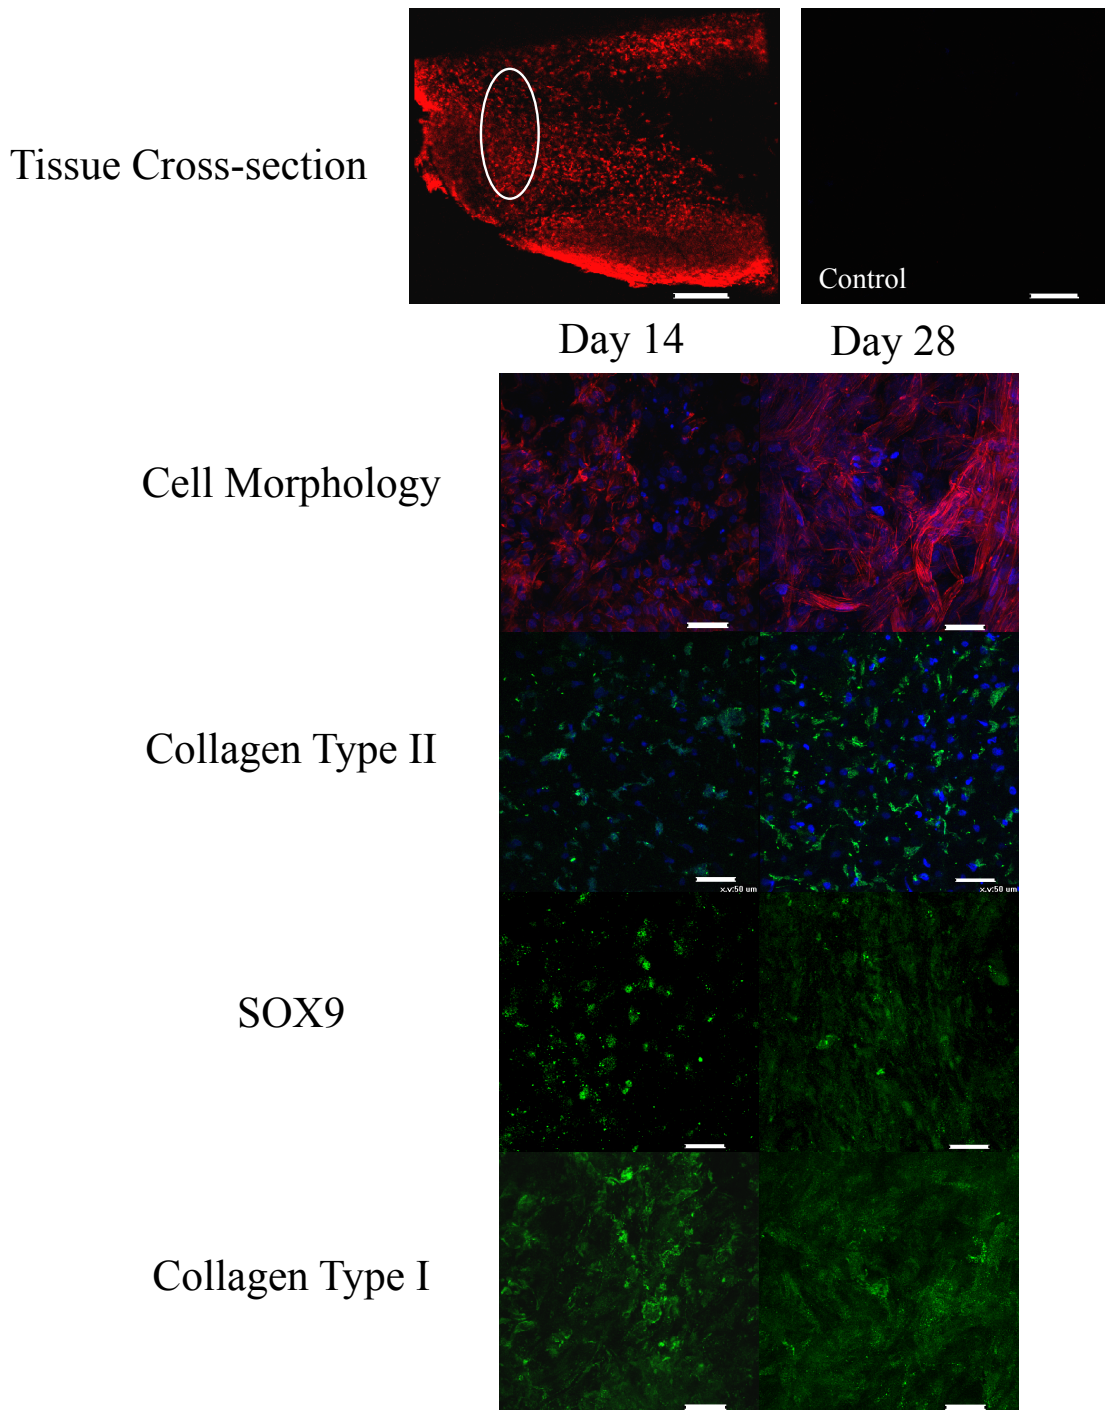 Tissue Cross-section
Control
Day 14 Day 28
Cell Morphology
Collagen Type II
x.v:50 um x.v:50 um
SOX9
Collagen Type I